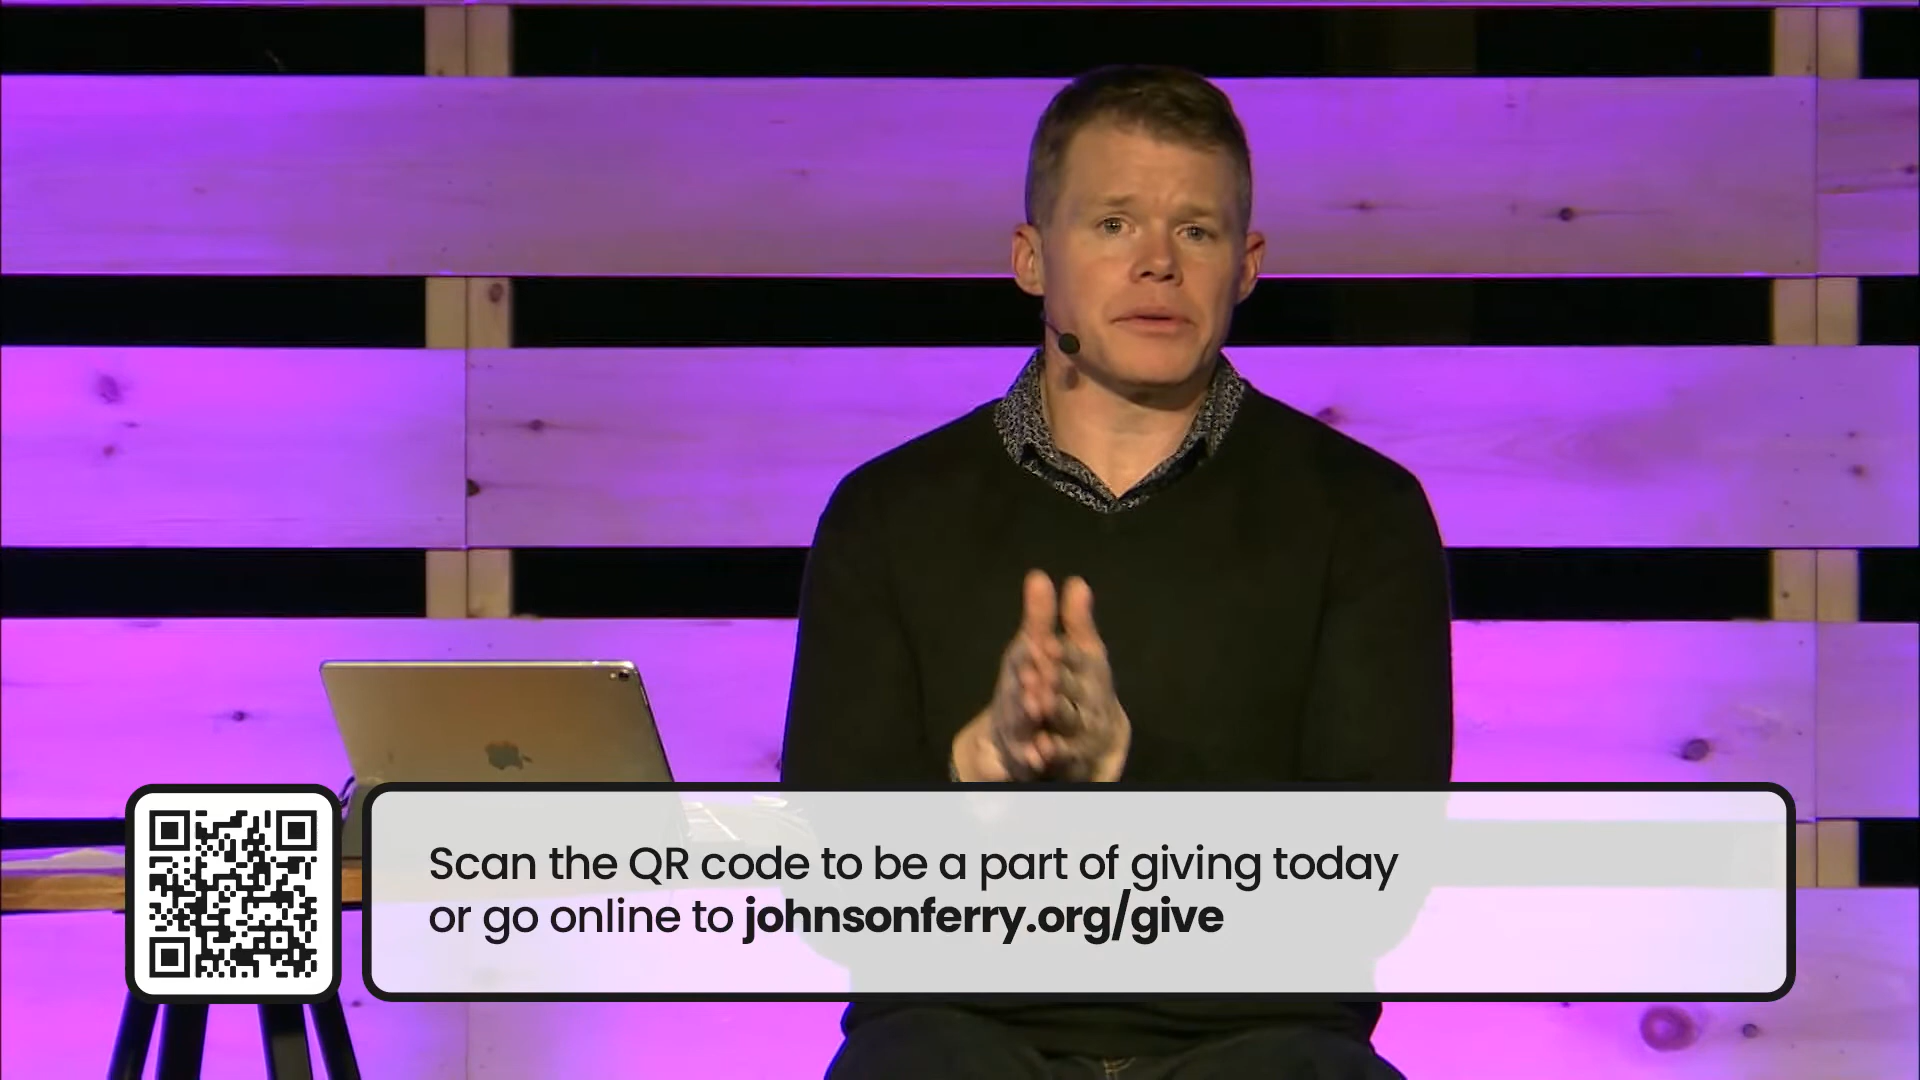 Scan the QR code to be a part of giving today
or go online to johnsonferry.org/give